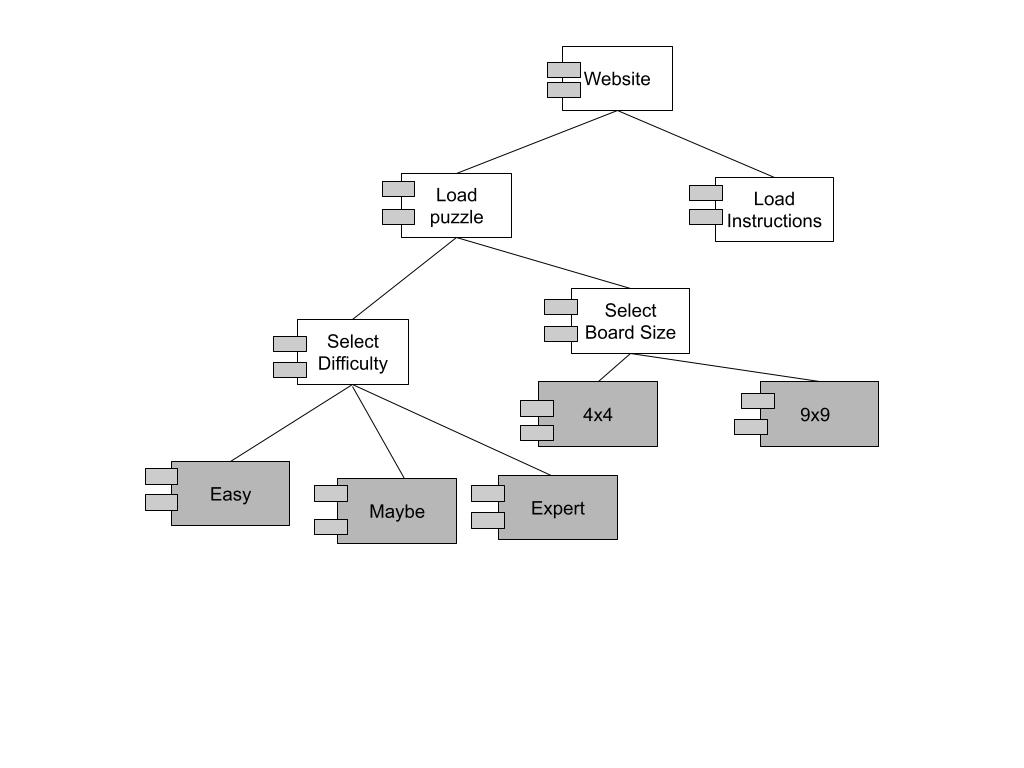 Website
Load
puzzle
Load
Instructions
Select
Difficulty
Select
Board Size
4x4
9x9
Easy
Maybe
Expert